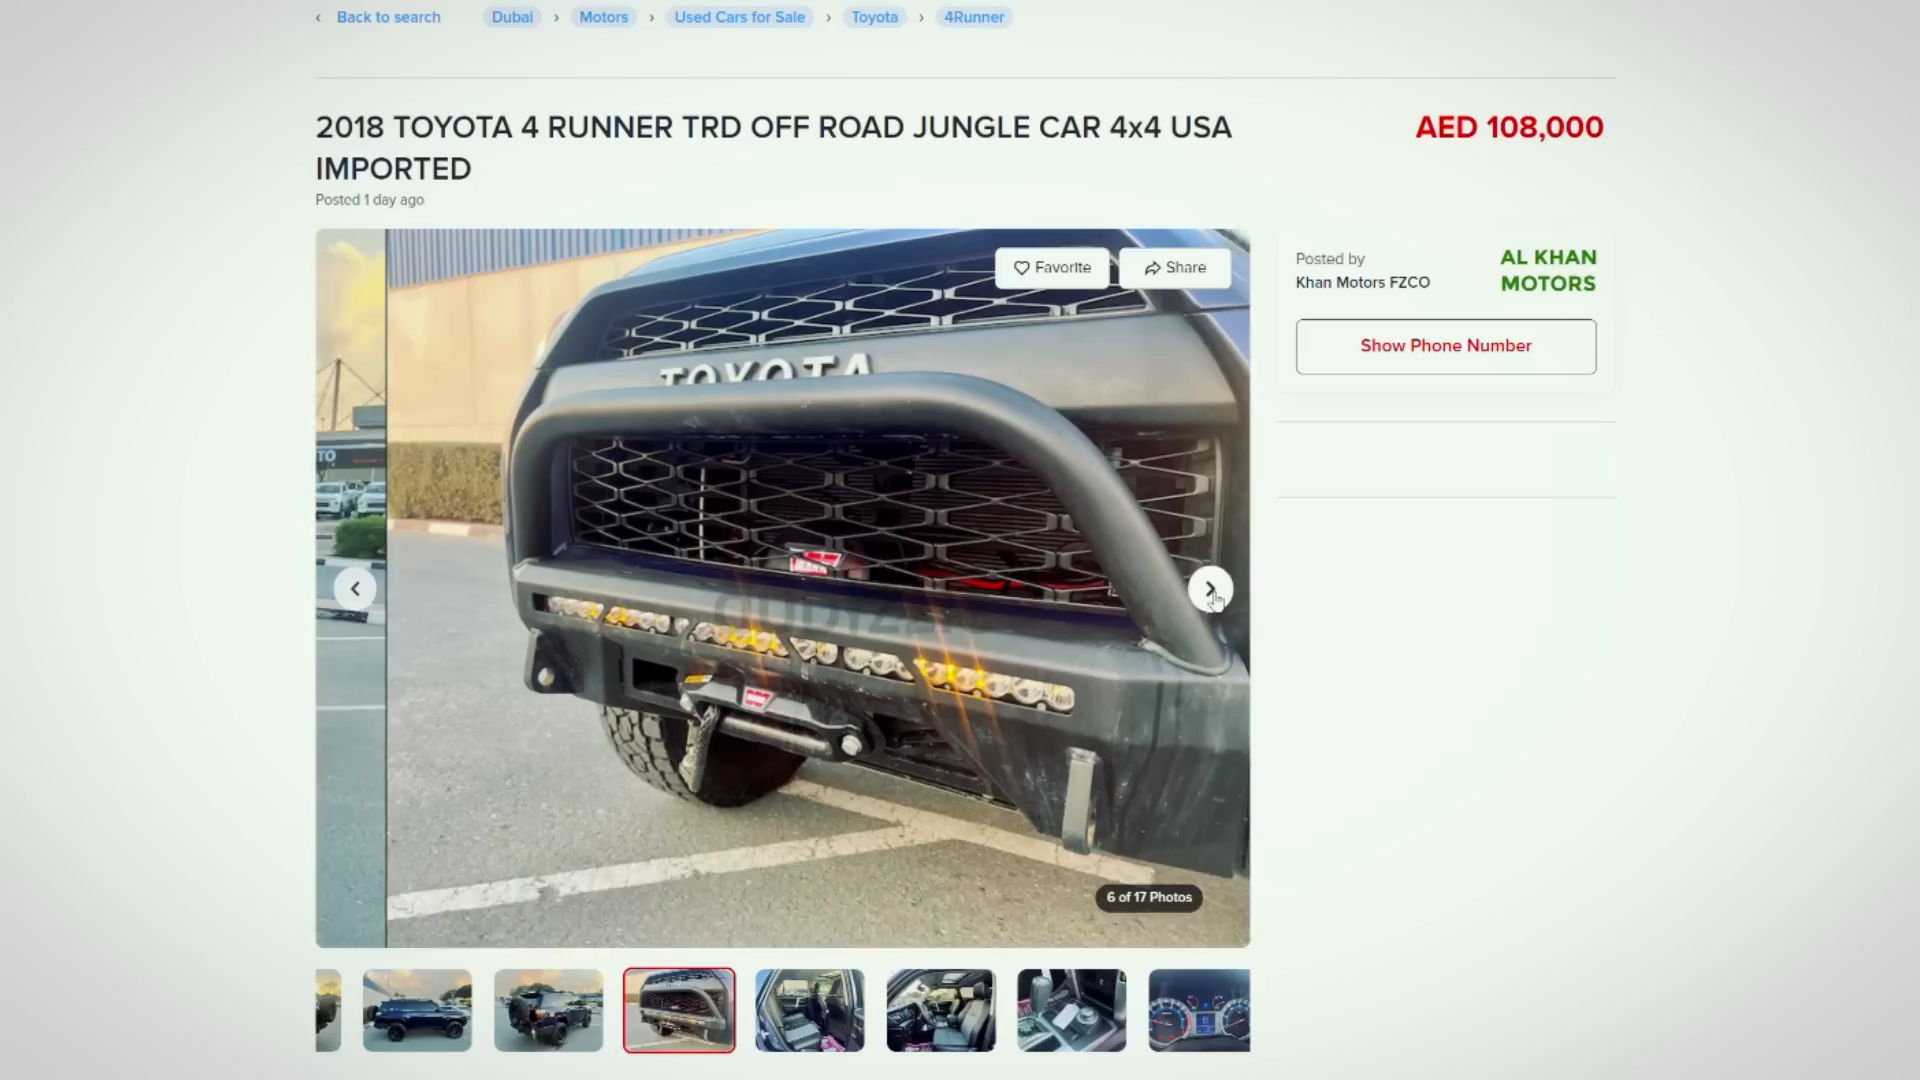 Back to search
Dubai
Motors
Used Cars for Sale
Toyota
4Runner
2018 TOYOTA 4 RUNNER TRD OFF ROAD JUNGLE CAR 4x4 USA
IMPORTED
Posted 1 day ago
AED 108,000
Favorite
Share
Posted by
Khan Motors FZCO
AL KHAN
MOTORS
Show Phone Number
TOYOTA
TO
WARN
6 of 17 Photos